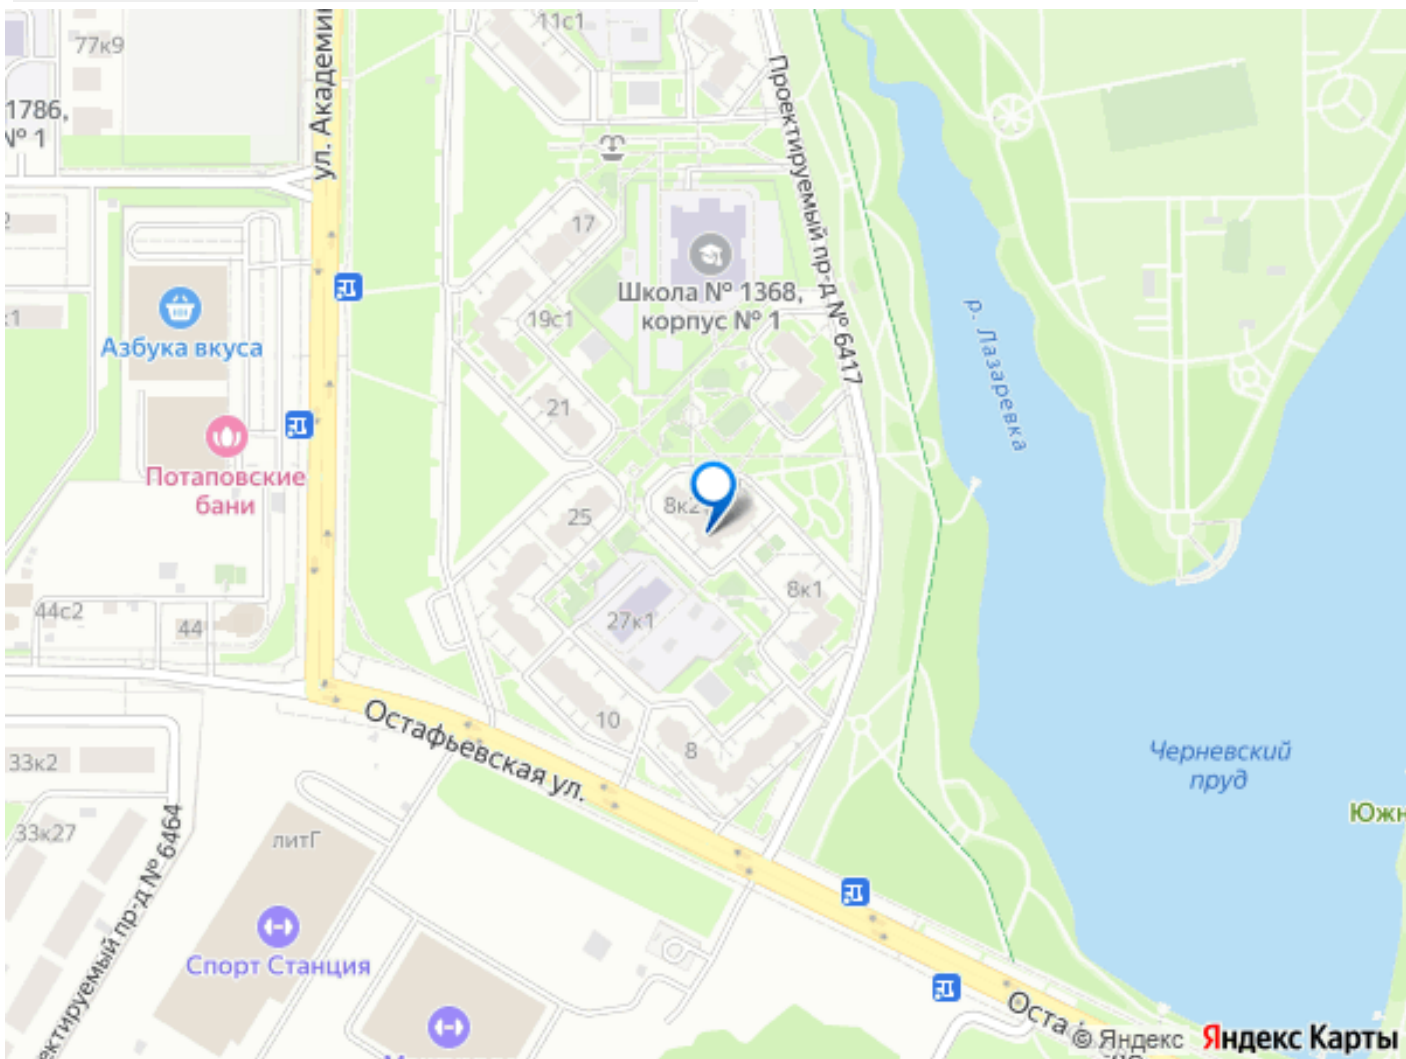 11с1
77к9
ул. Академи
1786,
№ 1
Проектируемый пр-д № 6417
17
Школа № 1368,
корпус № 1
19с1
Азбука вкуса
р. Лазаревка
21
Потаповские
бани
8к2
25
8к1
27к1
44с2
44
Остафьевская ул.
10
8
33к2
Черневский
пруд
Южн
33к27
литГ
ектируемый пр-д № 6464
Спорт Станция
Оста
© Яндекс Яндекс Карты